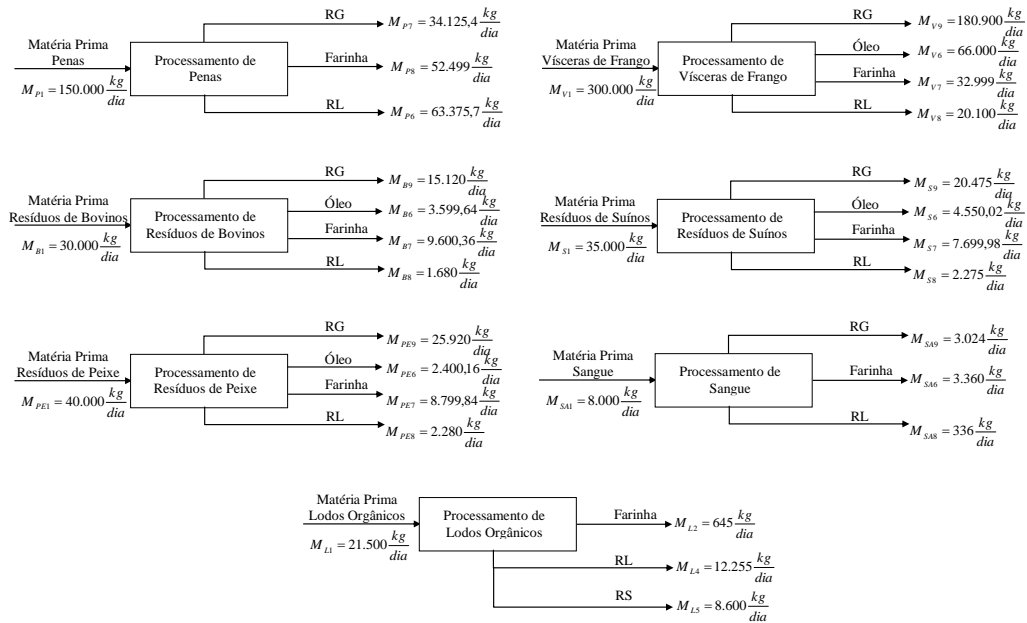 RG
M_P7 = 34.125,4 kg/dia
Matéria Prima
Penas
M_P1 = 150.000 kg/dia
Processamento de
Penas
Farinha
M_P8 = 52.499 kg/dia
RL
M_P6 = 63.375,7 kg/dia
RG
M_V9 = 180.900 kg/dia
Matéria Prima
Vísceras de Frango
M_V1 = 300.000 kg/dia
Processamento de
Vísceras de Frango
Óleo
M_V6 = 66.000 kg/dia
Farinha
M_V7 = 32.999 kg/dia
RL
M_V8 = 20.100 kg/dia
RG
M_B9 = 15.120 kg/dia
Matéria Prima
Resíduos de Bovinos
M_B1 = 30.000 kg/dia
Processamento de
Resíduos de Bovinos
Óleo
M_B6 = 3.599,64 kg/dia
Farinha
M_B7 = 9.600,36 kg/dia
RL
M_B8 = 1.680 kg/dia
RG
M_S9 = 20.475 kg/dia
Matéria Prima
Resíduos de Suínos
M_S1 = 35.000 kg/dia
Processamento de
Resíduos de Suínos
Óleo
M_S6 = 4.550,02 kg/dia
Farinha
M_S7 = 7.699,98 kg/dia
RL
M_S8 = 2.275 kg/dia
RG
M_PE9 = 25.920 kg/dia
Matéria Prima
Resíduos de Peixe
M_PE1 = 40.000 kg/dia
Processamento de
Resíduos de Peixe
Óleo
M_PE6 = 2.400,16 kg/dia
Farinha
M_PE7 = 8.799,84 kg/dia
RL
M_PE8 = 2.280 kg/dia
RG
M_SA9 = 3.024 kg/dia
Matéria Prima
Sangue
M_SA1 = 8.000 kg/dia
Processamento de
Sangue
Farinha
M_SA6 = 3.360 kg/dia
RL
M_SA8 = 336 kg/dia
Matéria Prima
Lodos Orgânicos
M_L1 = 21.500 kg/dia
Processamento de
Lodos Orgânicos
Farinha
M_L2 = 645 kg/dia
RL
M_L4 = 12.255 kg/dia
RS
M_L5 = 8.600 kg/dia